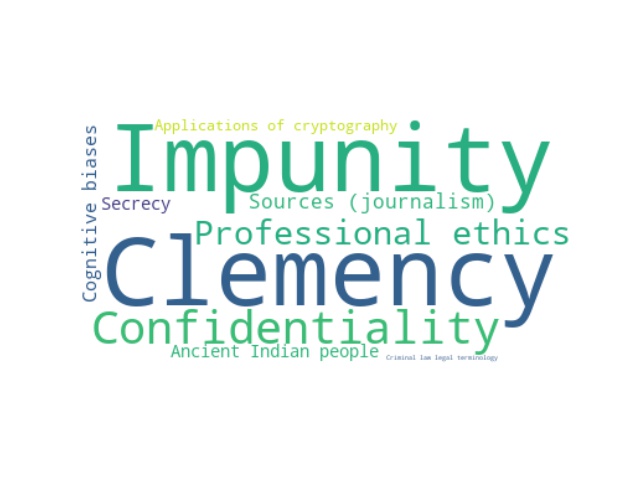 Applications of cryptography
Impunity
Cognitive biases
Secrecy
Sources (journalism)
Professional ethics
Clemency
Confidentiality
Ancient Indian people
Criminal law legal terminology